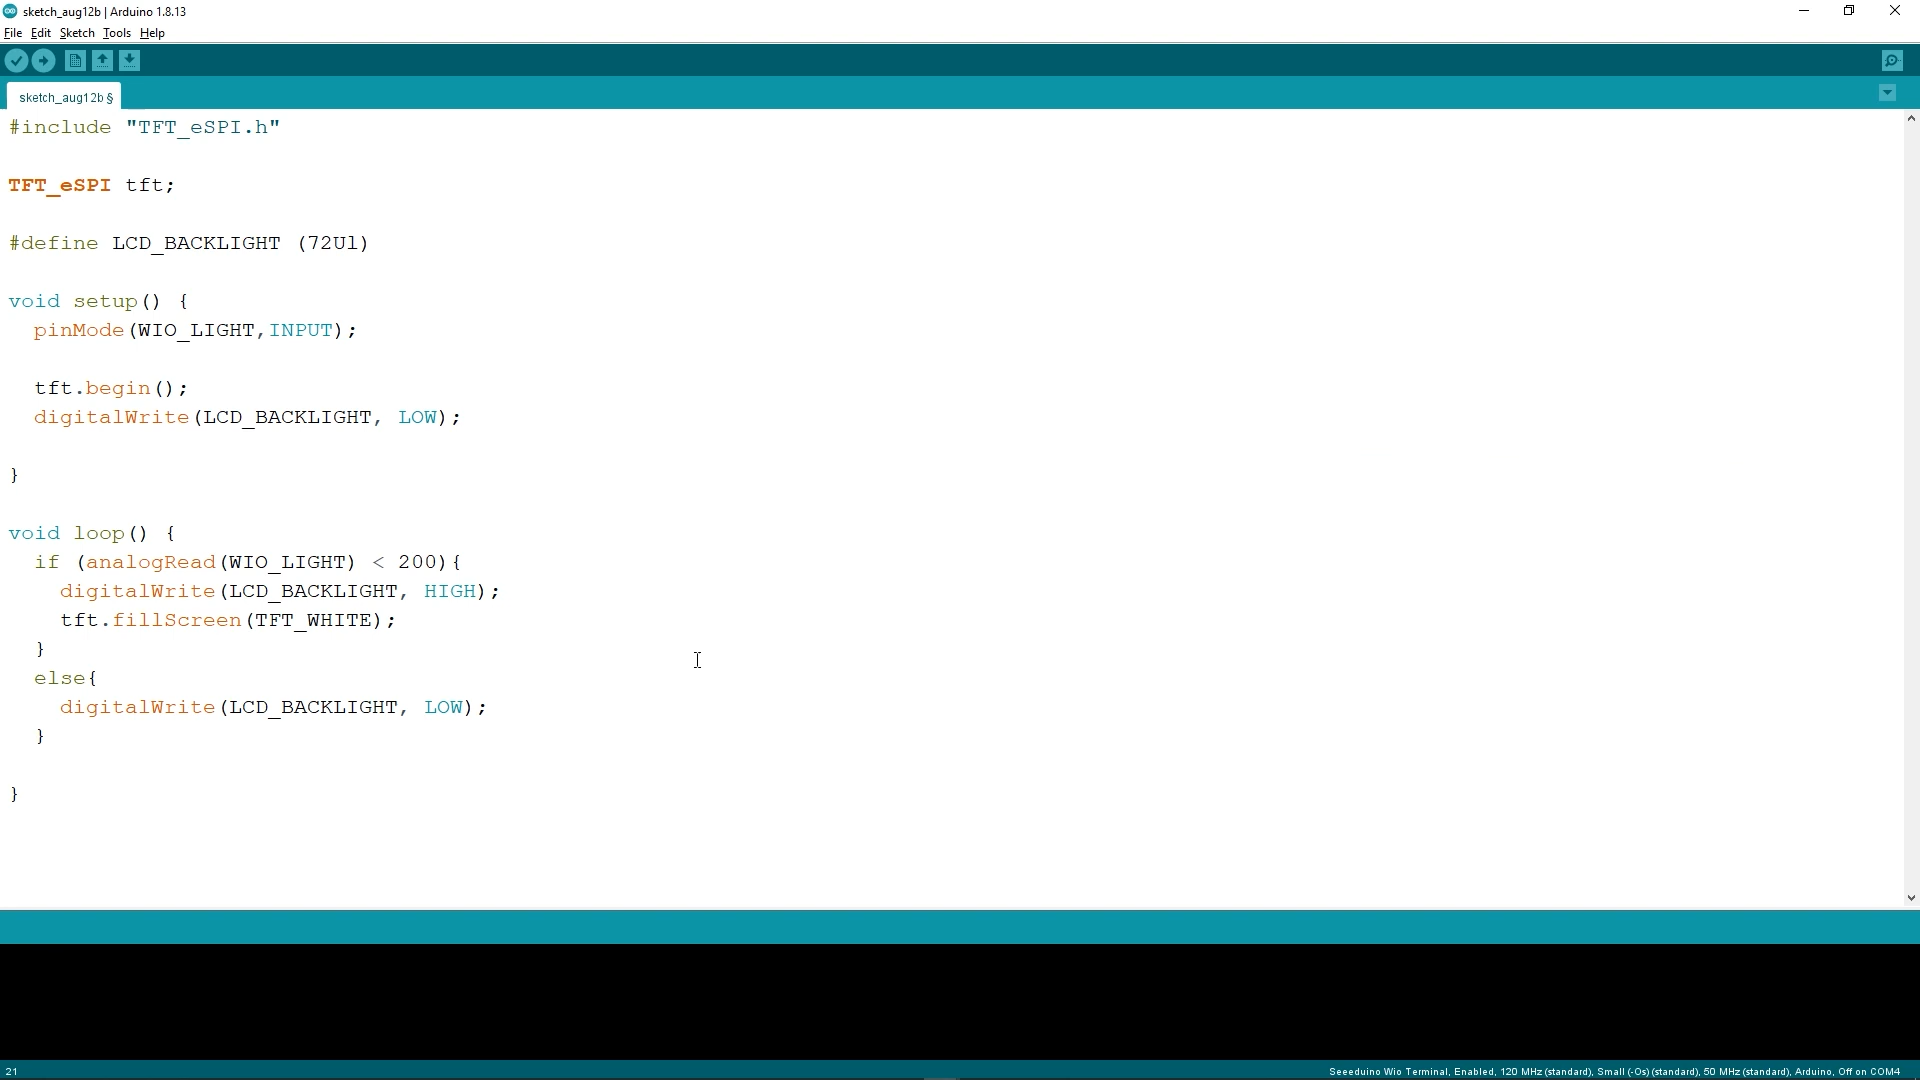 sketch_aug12b | Arduino 1.8.13
File Edit Sketch Tools Help
sketch_aug12b §
#include "TFT_eSPI.h"
TFT_eSPI tft;
#define LCD_BACKLIGHT (72Ul)
void setup() {
  pinMode(WIO_LIGHT,INPUT);
  tft.begin();
  digitalWrite(LCD_BACKLIGHT, LOW);
}
void loop() {
  if (analogRead(WIO_LIGHT) < 200){
    digitalWrite(LCD_BACKLIGHT, HIGH);
    tft.fillScreen(TFT_WHITE);
  }
  else{
    digitalWrite(LCD_BACKLIGHT, LOW);
  }
}
21 Seeeduino Wio Terminal, Enabled, 120 MHz (standard), Small (-Os) (standard), 50 MHz (standard), Arduino, Off on COM4